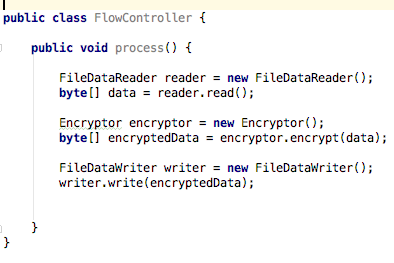 public class FlowController {
public void process() {
FileDataReader reader = new FileDataReader();
byte[] data = reader.read();
Encryptor encryptor = new Encryptor();
byte[] encryptedData = encryptor.encrypt(data);
FileDataWriter writer = new FileDataWriter();
writer.write(encryptedData);
}
}